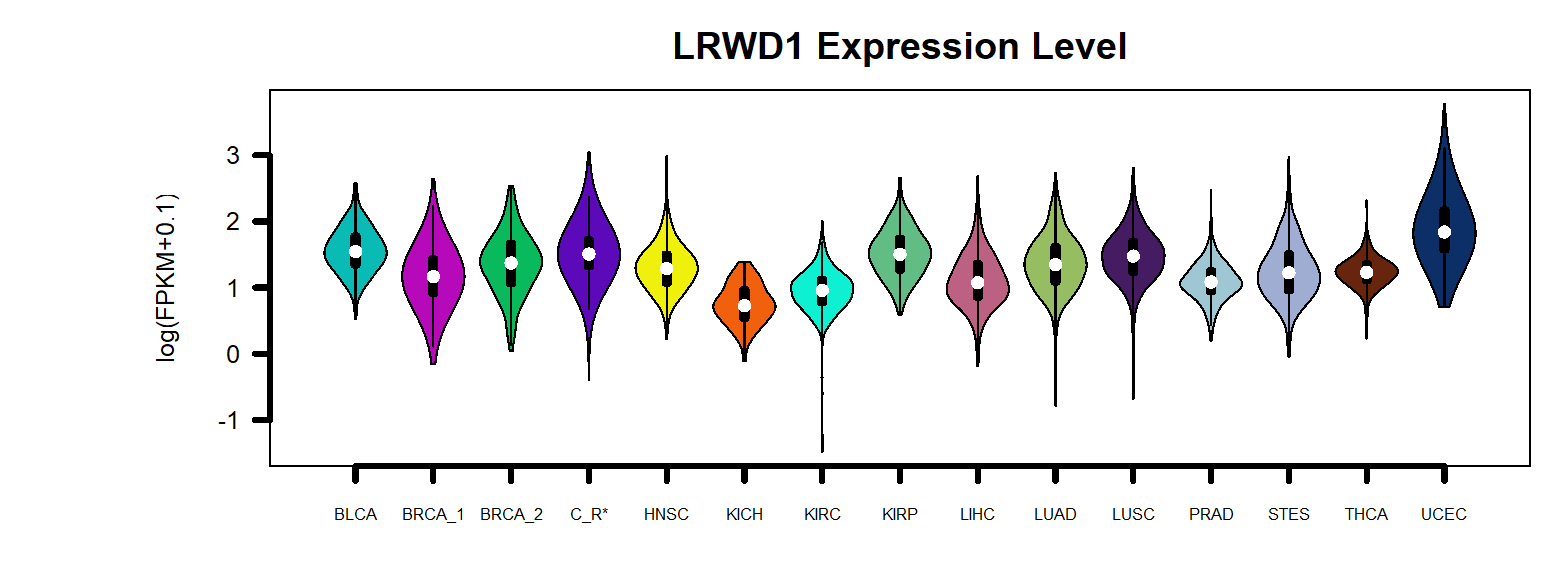 LRWD1 Expression Level
log(FPKM+0.1)
3
2
1
0
-1
BLCA BRCA_1 BRCA_2 C_R* HNSC KICH KIRC KIRP LIHC LUAD LUSC PRAD STES THCA UCEC